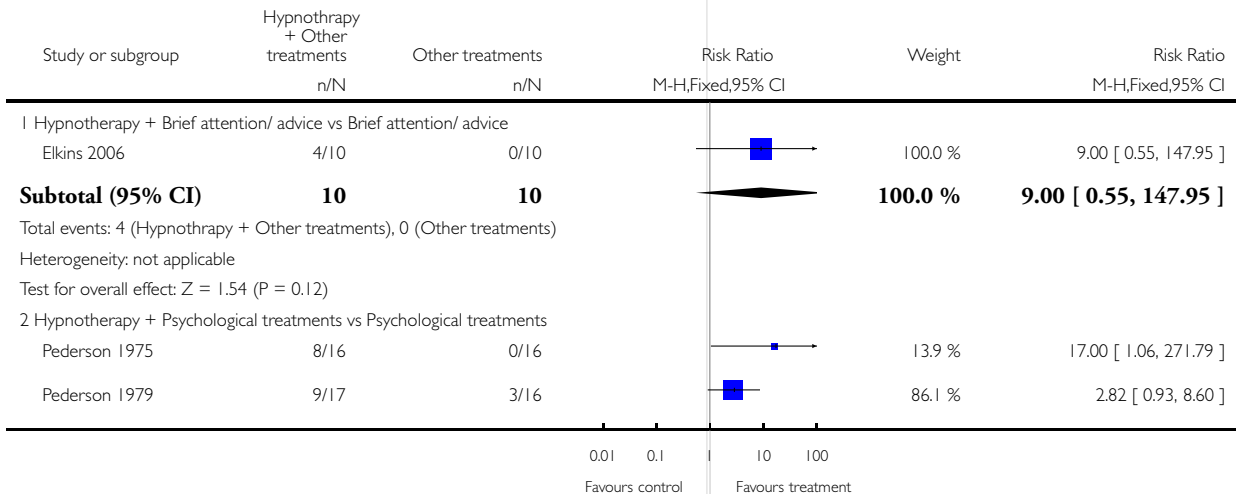 Study or subgroup Hypnothrapy + Other treatments Other treatments Risk Ratio Weight Risk Ratio
n/N n/N M-H,Fixed,95% CI M-H,Fixed,95% CI
1 Hypnotherapy + Brief attention/ advice vs Brief attention/ advice
Elkins 2006 4/10 0/10 100.0 % 9.00 [ 0.55, 147.95 ]
Subtotal (95% CI) 10 10 100.0 % 9.00 [ 0.55, 147.95 ]
Total events: 4 (Hypnothrapy + Other treatments), 0 (Other treatments)
Heterogeneity: not applicable
Test for overall effect: Z = 1.54 (P = 0.12)
2 Hypnotherapy + Psychological treatments vs Psychological treatments
Pederson 1975 8/16 0/16 13.9 % 17.00 [ 1.06, 271.79 ]
Pederson 1979 9/17 3/16 86.1 % 2.82 [ 0.93, 8.60 ]
0.01 0.1 1 10 100
Favours control Favours treatment